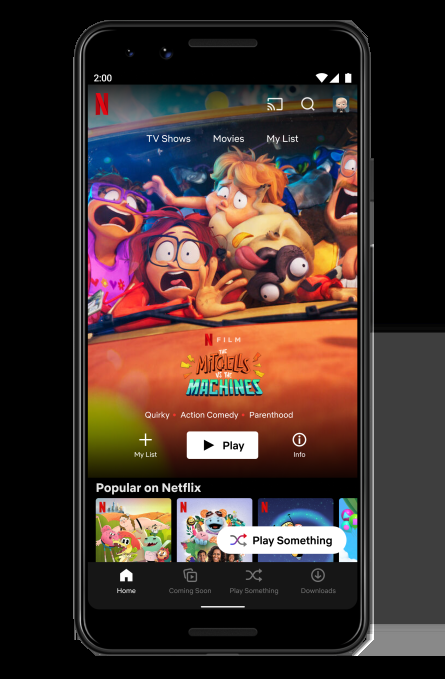 2:00
N
TV Shows Movies My List
N FILM
THE
MITCHELLS
VS THE
MACHINES
Quirky • Action Comedy • Parenthood
My List
Play
Info
Popular on Netflix
N N N
Play Something
Home Coming Soon Play Something Downloads